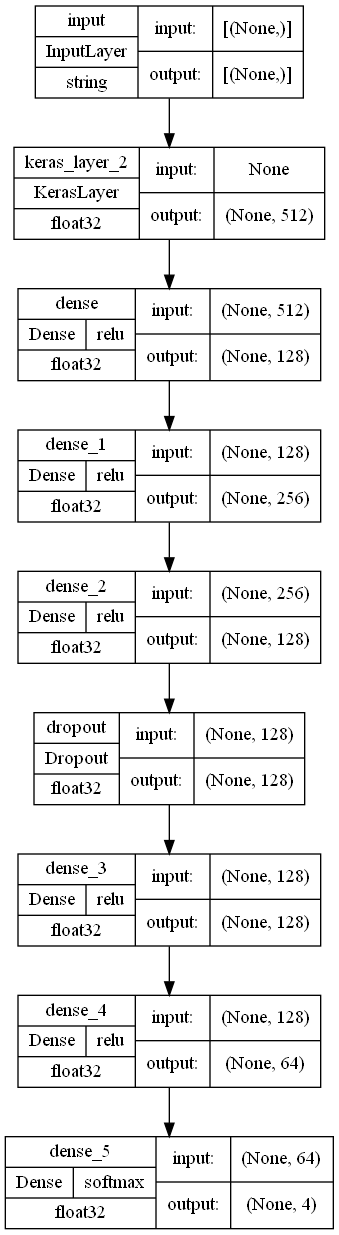 input
InputLayer
string
input:
[(None,)]
output:
[(None,)]
keras_layer_2
KerasLayer
float32
input:
None
output:
(None, 512)
dense
Dense relu
float32
input:
(None, 512)
output:
(None, 128)
dense_1
Dense relu
float32
input:
(None, 128)
output:
(None, 256)
dense_2
Dense relu
float32
input:
(None, 256)
output:
(None, 128)
dropout
Dropout
float32
input:
(None, 128)
output:
(None, 128)
dense_3
Dense relu
float32
input:
(None, 128)
output:
(None, 128)
dense_4
Dense relu
float32
input:
(None, 128)
output:
(None, 64)
dense_5
Dense softmax
float32
input:
(None, 64)
output:
(None, 4)